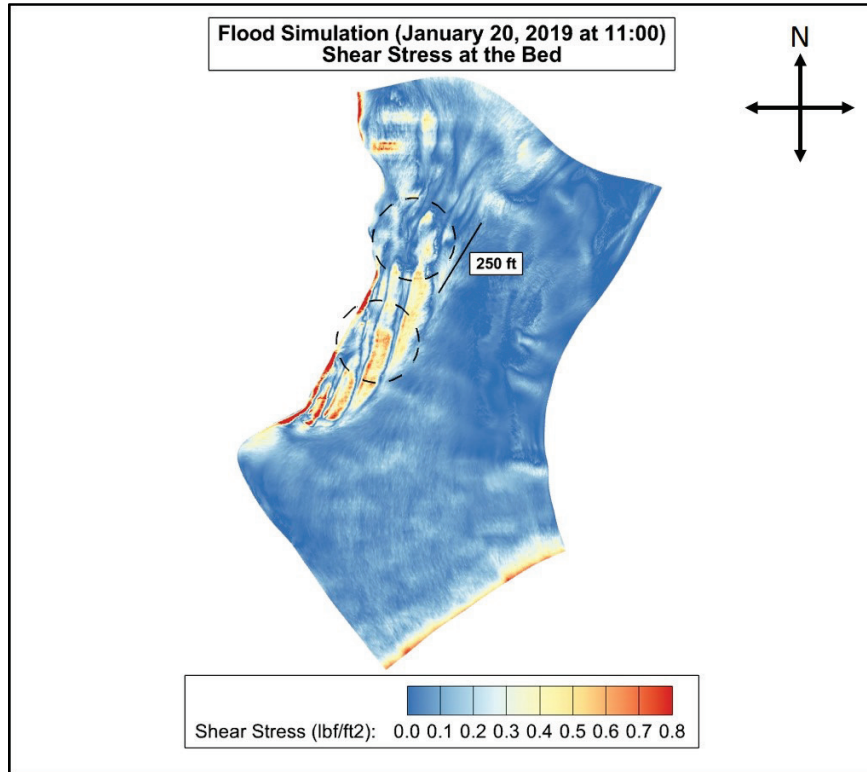 Flood Simulation (January 20, 2019 at 11:00)
Shear Stress at the Bed
N
250 ft
Shear Stress (lbf/ft2): 0.0 0.1 0.2 0.3 0.4 0.5 0.6 0.7 0.8